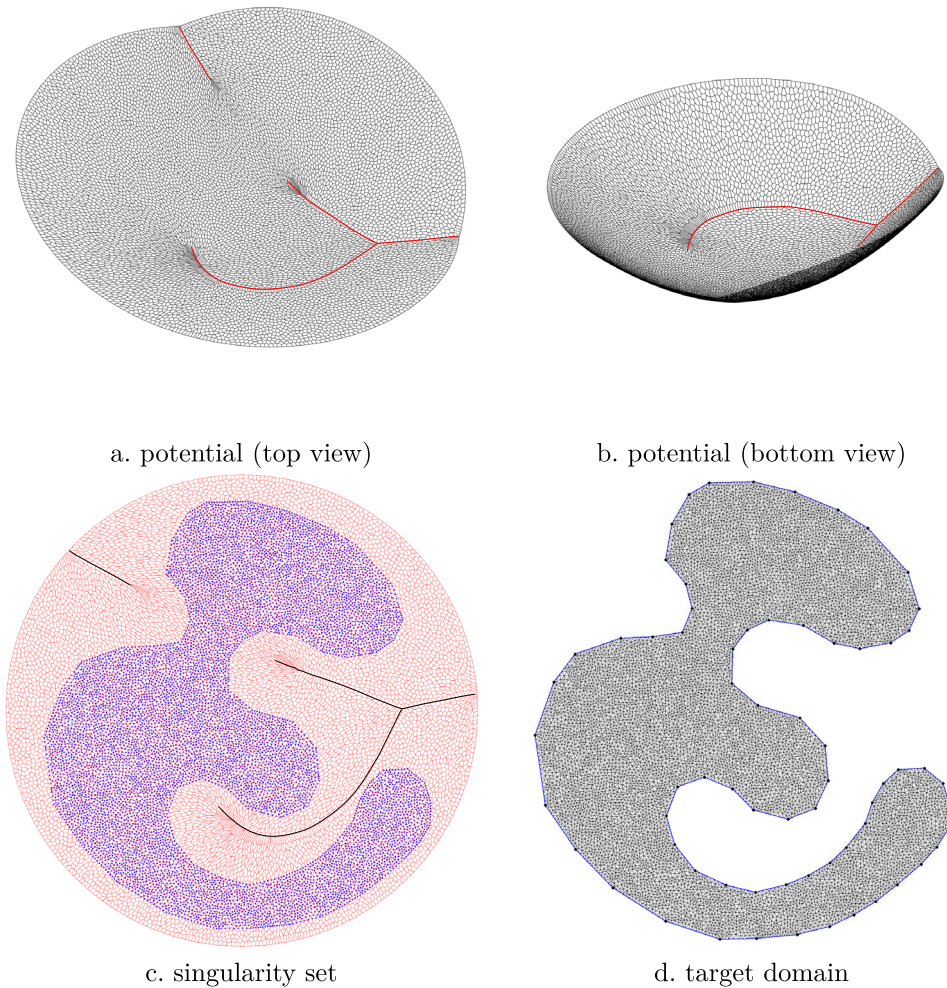 a. potential (top view)
b. potential (bottom view)
c. singularity set
d. target domain